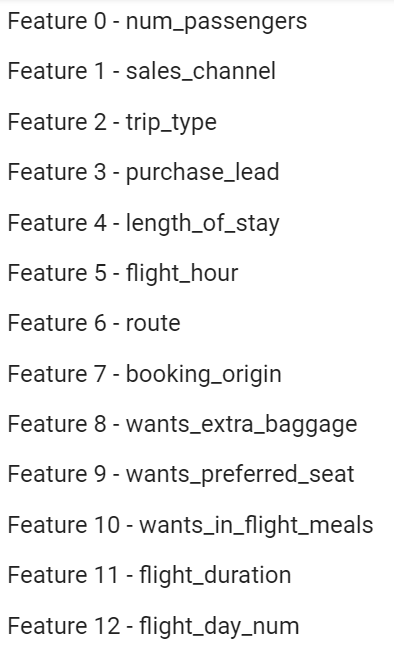 Feature 0 - num_passengers
Feature 1 - sales_channel
Feature 2 - trip_type
Feature 3 - purchase_lead
Feature 4 - length_of_stay
Feature 5 - flight_hour
Feature 6 - route
Feature 7 - booking_origin
Feature 8 - wants_extra_baggage
Feature 9 - wants_preferred_seat
Feature 10 - wants_in_flight_meals
Feature 11 - flight_duration
Feature 12 - flight_day_num